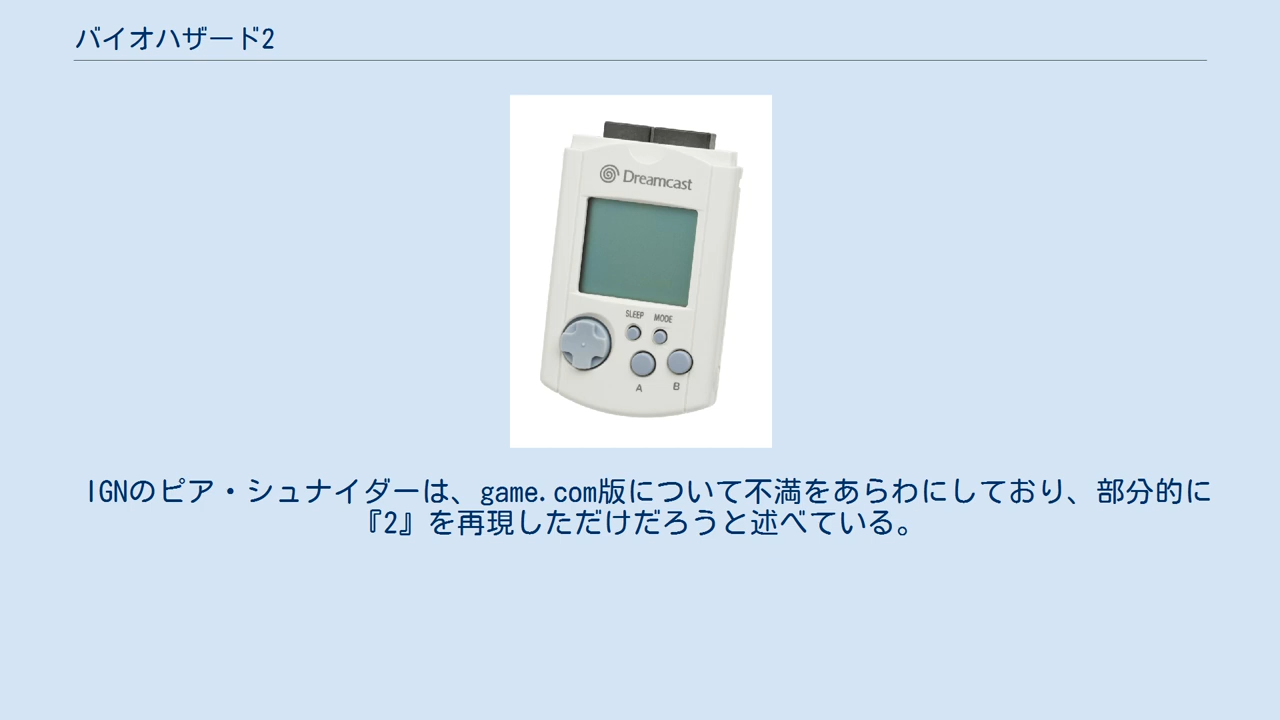 バイオハザード2
Dreamcast
SLEEP MODE
A B
IGNのピア・シュナイダーは、game.com版について不満をあらわにしており、部分的に
『2』を再現しただけだろうと述べている。